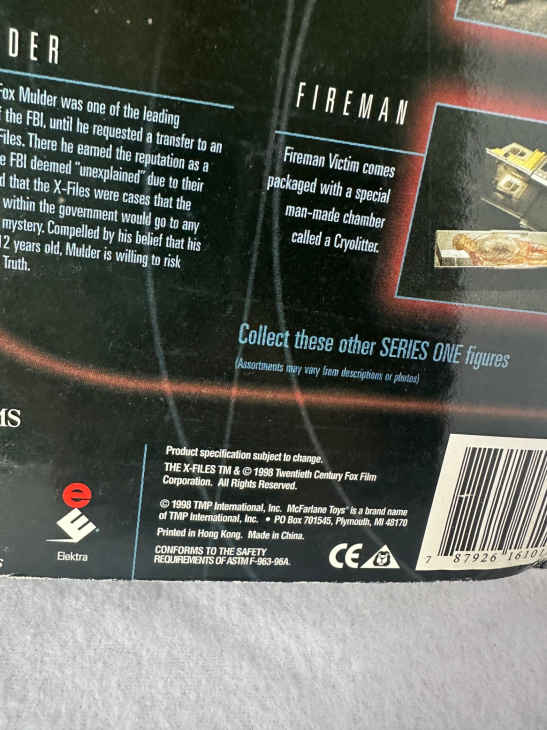 DER
Fox Mulder was one of the leading
f the FBI, until he requested a transfer to an
Files. There he earned the reputation as a
e FBI deemed "unexplained" due to their
d that the X-Files were cases that the
within the government would go to any
mystery. Compelled by his belief that his
12 years old, Mulder is willing to risk
Truth.
FIREMAN
Fireman Victim comes
packaged with a special
man-made chamber
called a Cryolitter.
Collect these other SERIES ONE figures
(Assortments may vary from descriptions or photos)
MS
Product specification subject to change.
THE X-FILES TM & © 1998 Twentieth Century Fox Film
Corporation. All Rights Reserved.
© 1998 TMP International, Inc. McFarlane Toys® is a brand name
of TMP International, Inc. • PO Box 701545, Plymouth, MI 48170
Printed in Hong Kong. Made in China.
CONFORMS TO THE SAFETY
REQUIREMENTS OF ASTM F-963-96A.
e
Elektra
CE
7 87926 16101